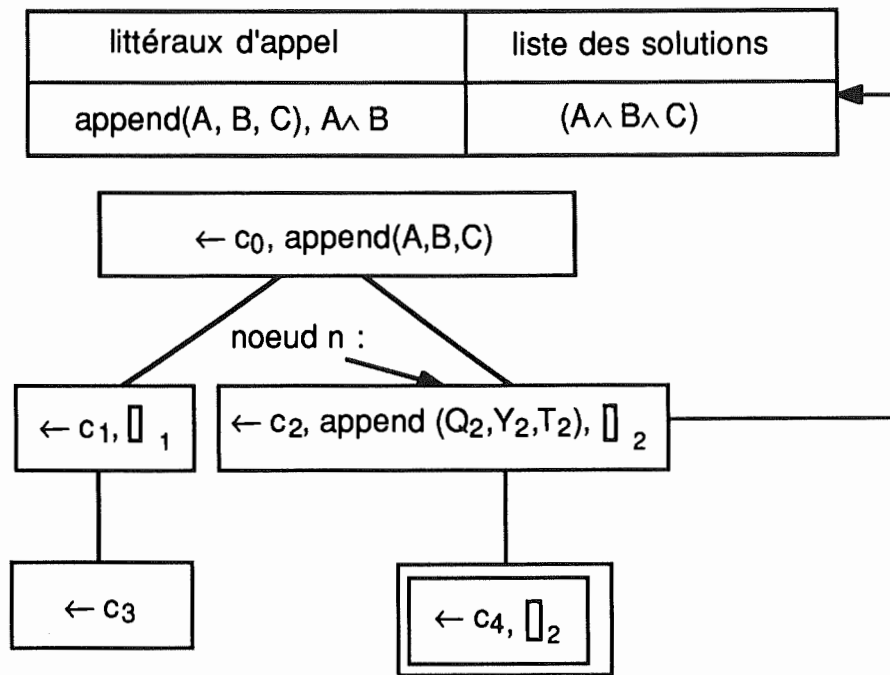 littéraux d'appel
liste des solutions
append(A, B, C), A∧ B
(A∧ B∧ C)
← c₀, append(A,B,C)
noeud n :
← c₁, ▯ ₁
← c₂, append (Q₂,Y₂,T₂), ▯ ₂
← c₃
← c₄, ▯₂